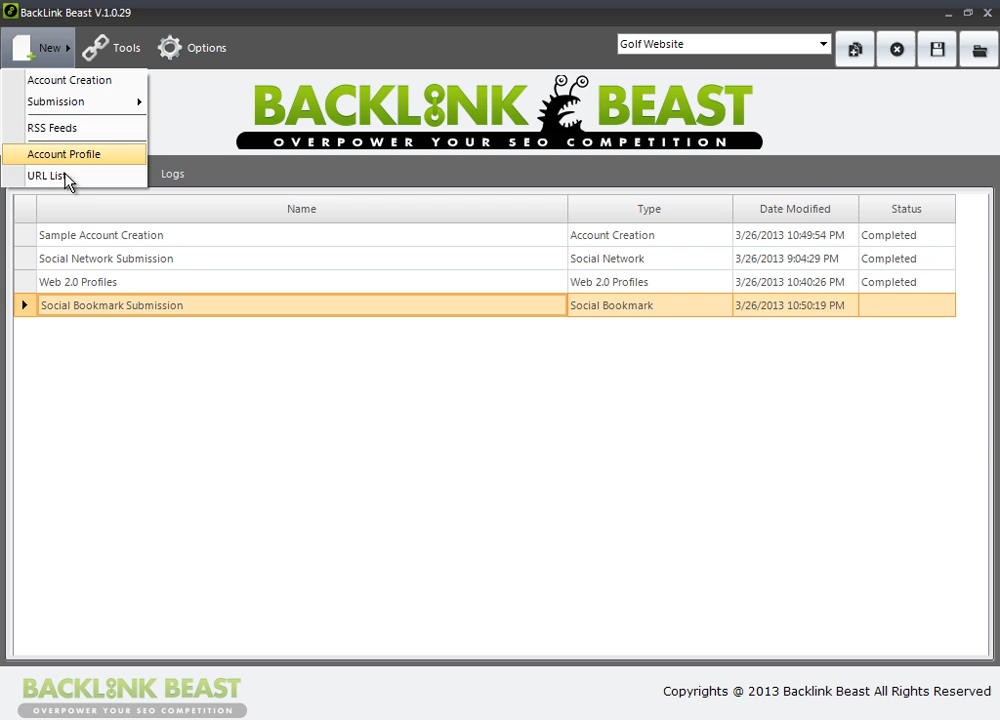 BackLink Beast V.1.0.29
New
Tools
Options
Golf Website
Account Creation
Submission
RSS Feeds
Account Profile
URL List
BACKLINK BEAST
OVERPOWER YOUR SEO COMPETITION
Logs
Name Type Date Modified Status
Sample Account Creation Account Creation 3/26/2013 10:49:54 PM Completed
Social Network Submission Social Network 3/26/2013 9:04:29 PM Completed
Web 2.0 Profiles Web 2.0 Profiles 3/26/2013 10:40:26 PM Completed
Social Bookmark Submission Social Bookmark 3/26/2013 10:50:19 PM
BACKLINK BEAST
OVERPOWER YOUR SEO COMPETITION
Copyrights @ 2013 Backlink Beast All Rights Reserved